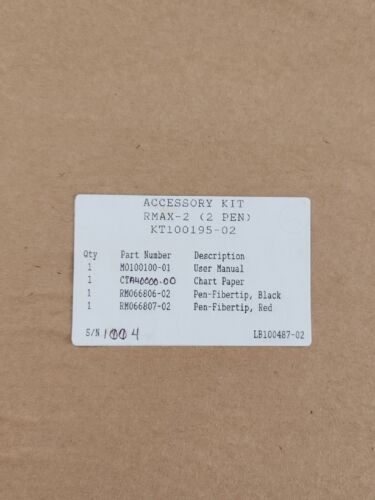 ACCESSORY KIT
RMAX-2 (2 PEN)
KT100195-02
Qty Part Number Description
1 M0100100-01 User Manual
1 CTA40000-00 Chart Paper
1 RM066806-02 Pen-Fibertip, Black
1 RM066807-02 Pen-Fibertip, Red
S/N 1004 LB100487-02